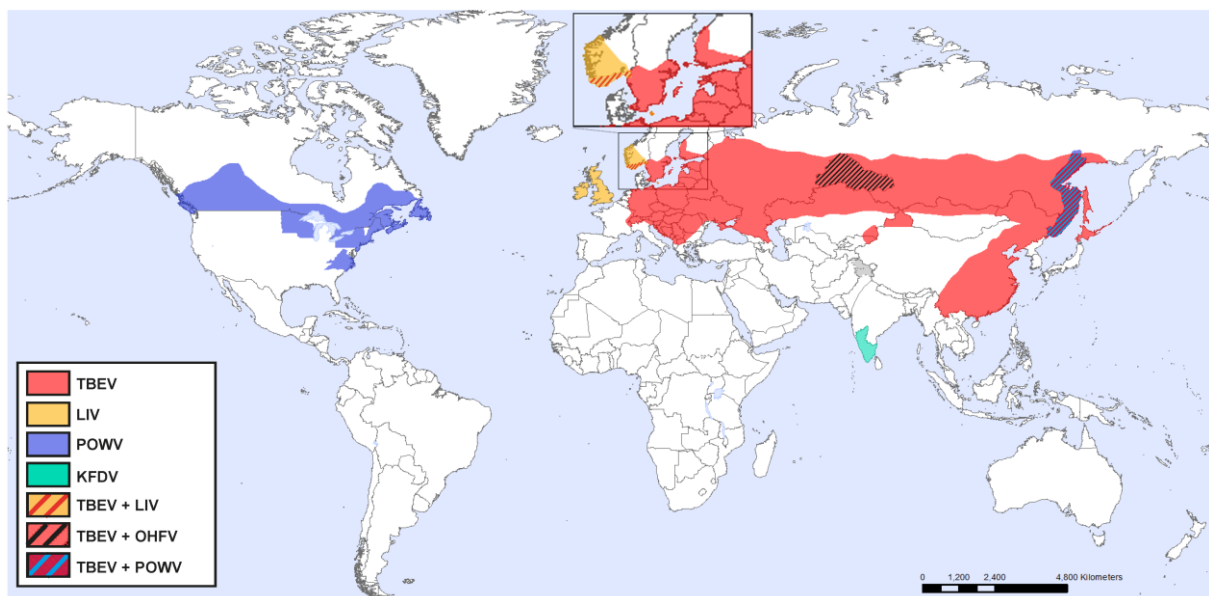 TBEV
LIV
POWV
KFDV
TBEV + LIV
TBEV + OHFV
TBEV + POWV
0 1,200 2,400 4,800 Kilometers